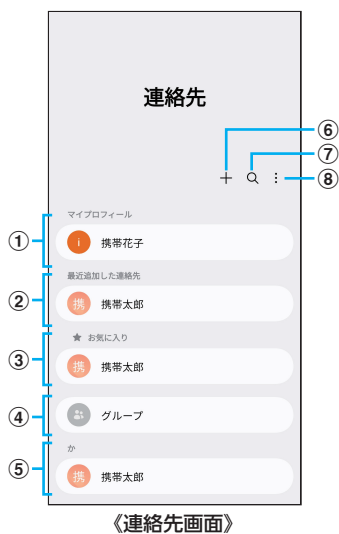 連絡先
⑥
⑦
⑧
マイプロフィール
① i 携帯花子
最近追加した連絡先
② 携 携帯太郎
★ お気に入り
③ 携 携帯太郎
④ グループ
か
⑤ 携 携帯太郎
《連絡先画面》